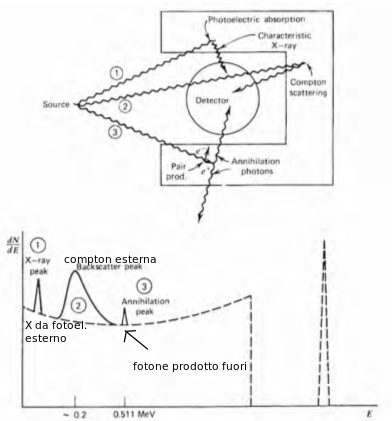 Photoelectric absorption
Characteristic
X-ray
1
Source
2
Compton
scattering
Detector
3
e⁻
Pair
prod.
e⁺
Annihilation
photons
dN
dE
1
X-ray
peak
compton esterna
Backscatter peak
2
3
Annihilation
peak
X da fotoel.
esterno
fotone prodotto fuori
~ 0.2
0.511 MeV
E